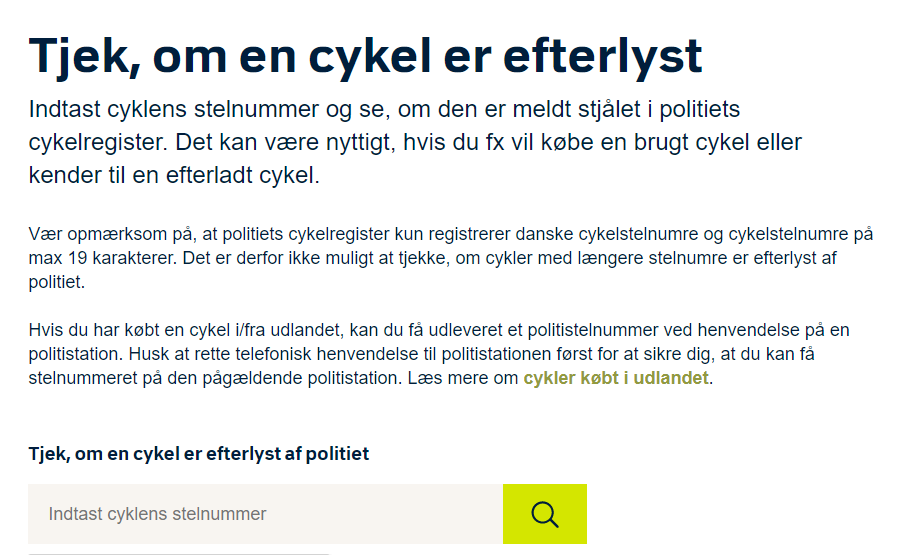 Tjek, om en cykel er efterlyst
Indtast cyklens stelnummer og se, om den er meldt stjålet i politiets
cykelregister. Det kan være nyttigt, hvis du fx vil købe en brugt cykel eller
kender til en efterladt cykel.
Vær opmærksom på, at politiets cykelregister kun registrerer danske cykelstelnumre og cykelstelnumre på
max 19 karakterer. Det er derfor ikke muligt at tjekke, om cykler med længere stelnumre er efterlyst af
politiet.
Hvis du har købt en cykel i/fra udlandet, kan du få udleveret et politistelnummer ved henvendelse på en
politistation. Husk at rette telefonisk henvendelse til politistationen først for at sikre dig, at du kan få
stelnummeret på den pågældende politistation. Læs mere om cykler købt i udlandet.
Tjek, om en cykel er efterlyst af politiet
Indtast cyklens stelnummer